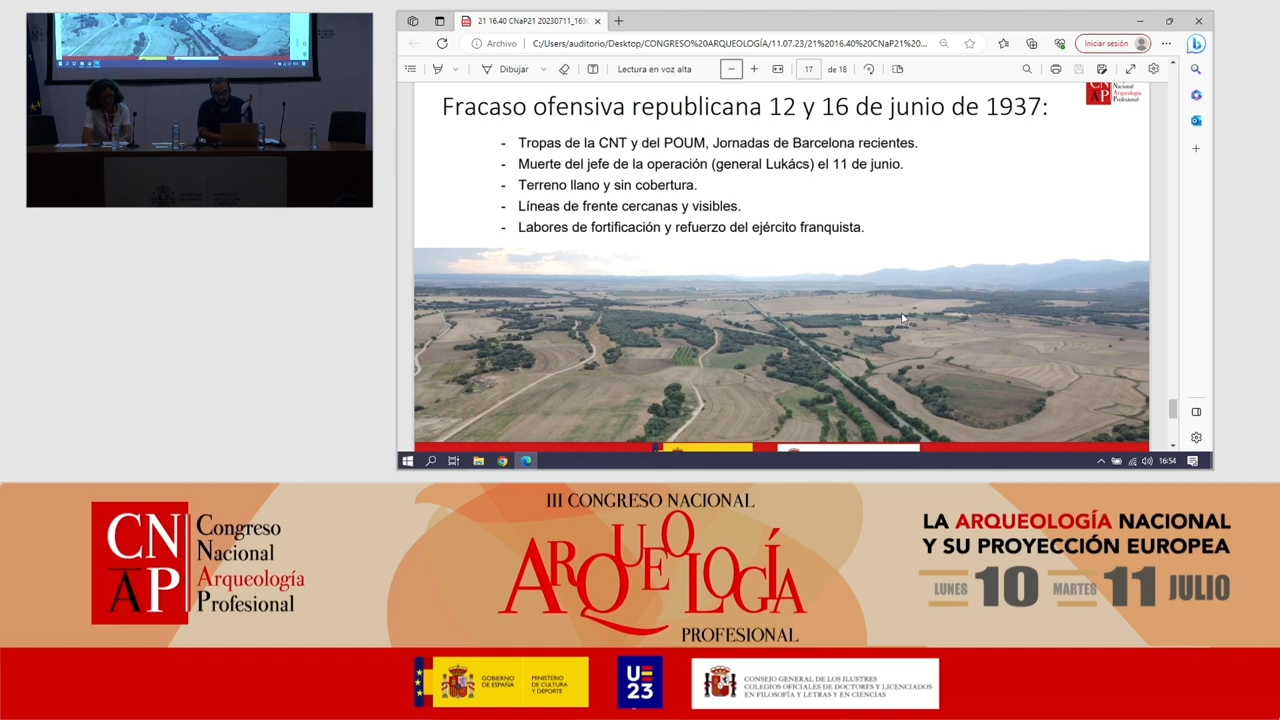 21 16.40 CNaP21 20230711_163
Archivo
C:/Users/auditorio/Desktop/CONGRESO%20ARQUEOLOGÍA/11.07.23/21%2016.40%20CNaP21%20...
Iniciar sesión
Dibujar
Lectura en voz alta
17
de 18
Fracaso ofensiva republicana 12 y 16 de junio de 1937:
CN
AP
Nacional
Arqueología
Profesional
- Tropas de la CNT y del POUM, Jornadas de Barcelona recientes.
- Muerte del jefe de la operación (general Lukács) el 11 de junio.
- Terreno llano y sin cobertura.
- Líneas de frente cercanas y visibles.
- Labores de fortificación y refuerzo del ejército franquista.
16:54
CN
AP
Congreso
Nacional
Arqueología
Profesional
III CONGRESO NACIONAL
ARQUEOLOGÍA
PROFESIONAL
LA ARQUEOLOGÍA NACIONAL
Y SU PROYECCIÓN EUROPEA
LUNES 10 MARTES 11 JULIO
GOBIERNO
DE ESPAÑA
MINISTERIO
DE CULTURA
Y DEPORTE
UE
23
CONSEJO GENERAL DE LOS ILUSTRES
COLEGIOS OFICIALES DE DOCTORES Y LICENCIADOS
EN FILOSOFÍA Y LETRAS Y EN CIENCIAS